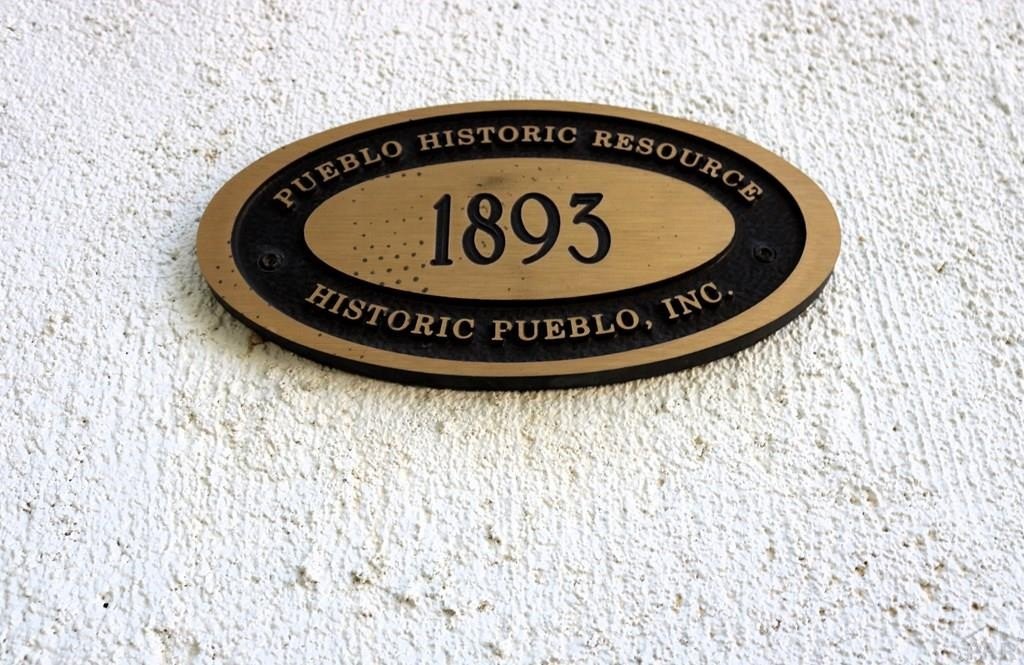 PUEBLO HISTORIC RESOURCE
1893
HISTORIC PUEBLO, INC.